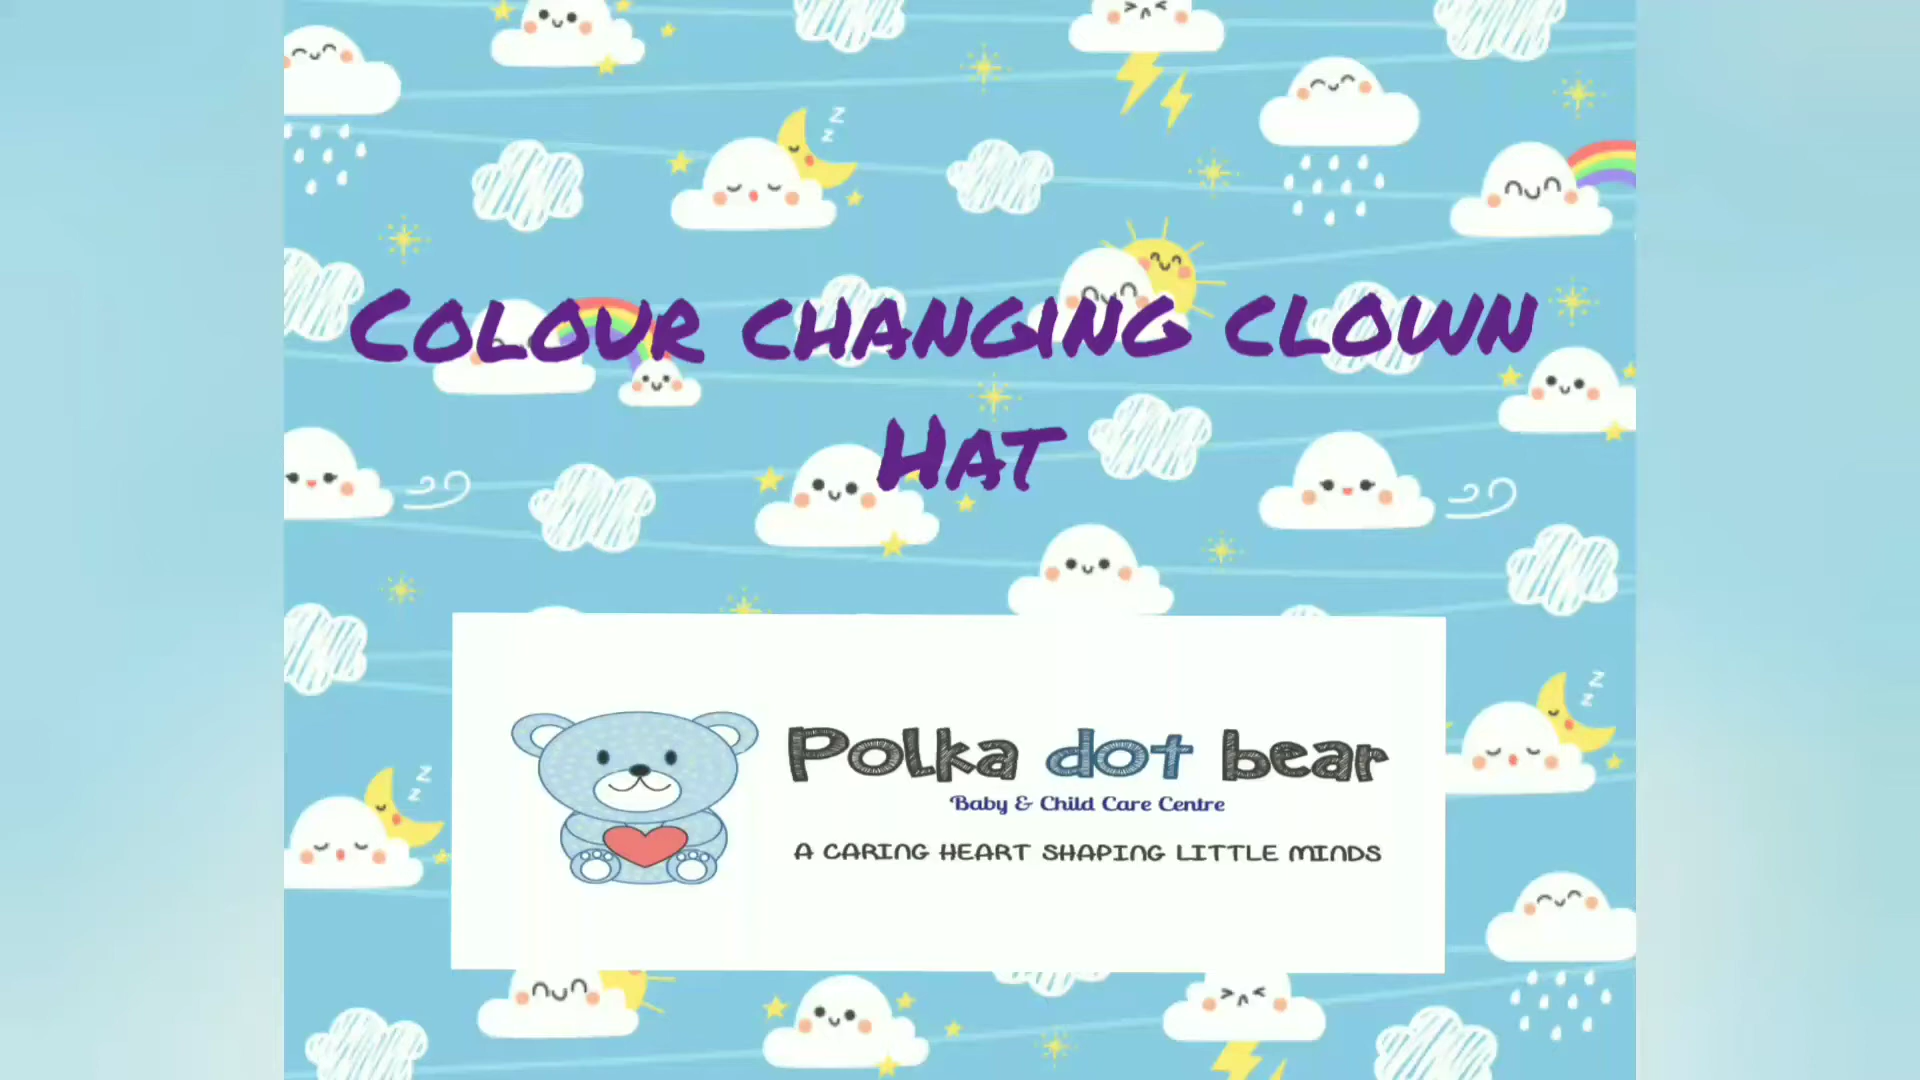 Colour changing clown
Hat
Polka dot bear
Baby & Child Care Centre
A CARING HEART SHAPING LITTLE MINDS
z
z
z
z
z
z